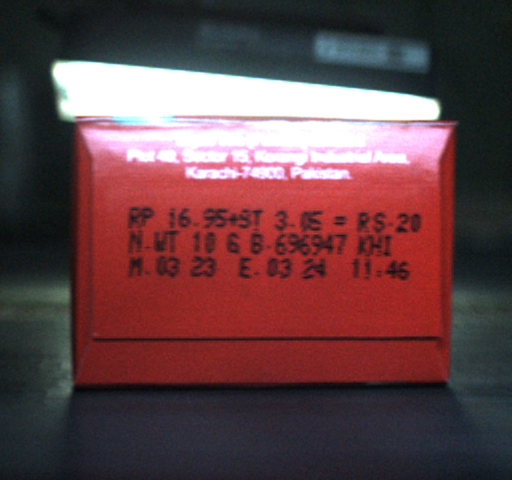 Plot 48, Sector 15, Korangi Industrial Area,
Karachi-74900, Pakistan.
RP 16.95+ST 3.05 = RS.20
N.WT 10 G B.696947 KHI
M.03 23 E.03 24 11:46